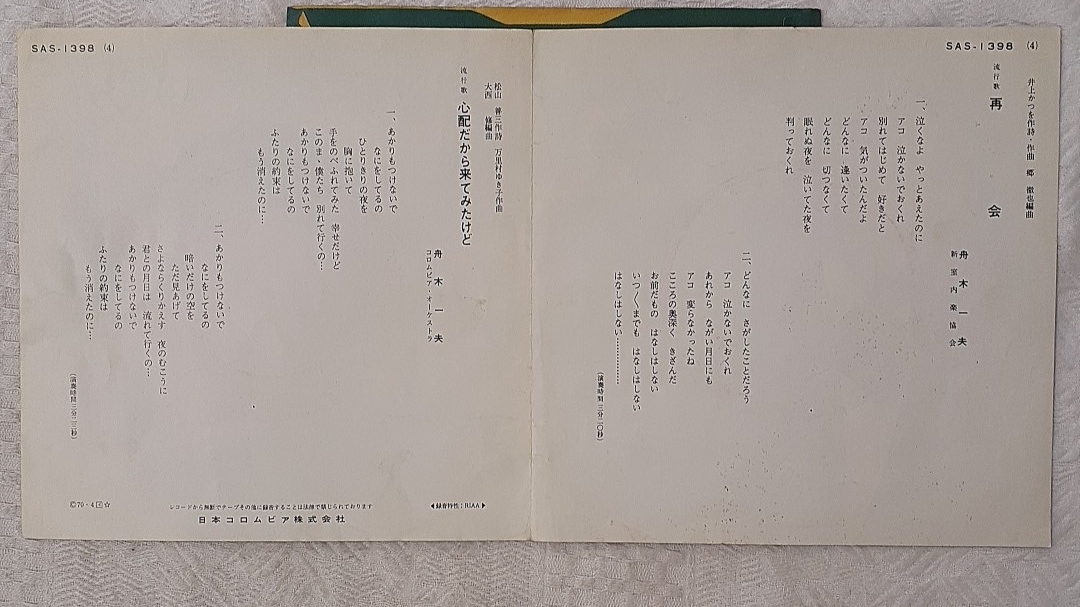 SAS-1398 (4)
井上かつを作詩・作曲 郷 徹也編曲
流行歌
再会
舟木一夫
新室内楽協会
一、泣くなよ やっとあえたのに
アコ 泣かないでおくれ
別れてはじめて 好きだと
アコ 気がついたんだよ
どんなに 逢いたくて
どんなに 切つなくて
眠れぬ夜を 泣いてた夜を
判っておくれ
二、どんなに さがしたことだろう
アコ 泣かないでおくれ
あれから ながい月日にも
アコ 変らなかったね
こころの奥深く きざんだ
お前だもの はなしはしない
いつ/\までも はなしはしない
はなしはしない……………
(演奏時間 三分二〇秒)
SAS-1398 (4)
松山 善三作詩 万里村ゆき子作曲
大西 修編曲
流行歌
心配だから来てみたけど
舟木一夫
コロムビア・オーケストラ
一、あかりもつけないで
なにをしてるの
ひとりきりの夜を
胸に抱いて
手をのべふれてみた 幸せだけど
このまゝ僕たち 別れて行くの…
あかりもつけないで
なにをしてるの
ふたりの約束は
もう消えたのに…
二、あかりもつけないで
なにをしてるの
暗いだけの空を
ただ見あげて
さよならくりかえす 夜のむこうに
君との月日は 流れて行くの…
あかりもつけないで
なにをしてるの
ふたりの約束は
もう消えたのに…
(演奏時間 三分二三秒)
Ⓒ70・4 ☆
レコードから無断でテープその他に録音することは法律で禁じられております
日本コロムビア株式会社
◀録音特性:RIAA▶